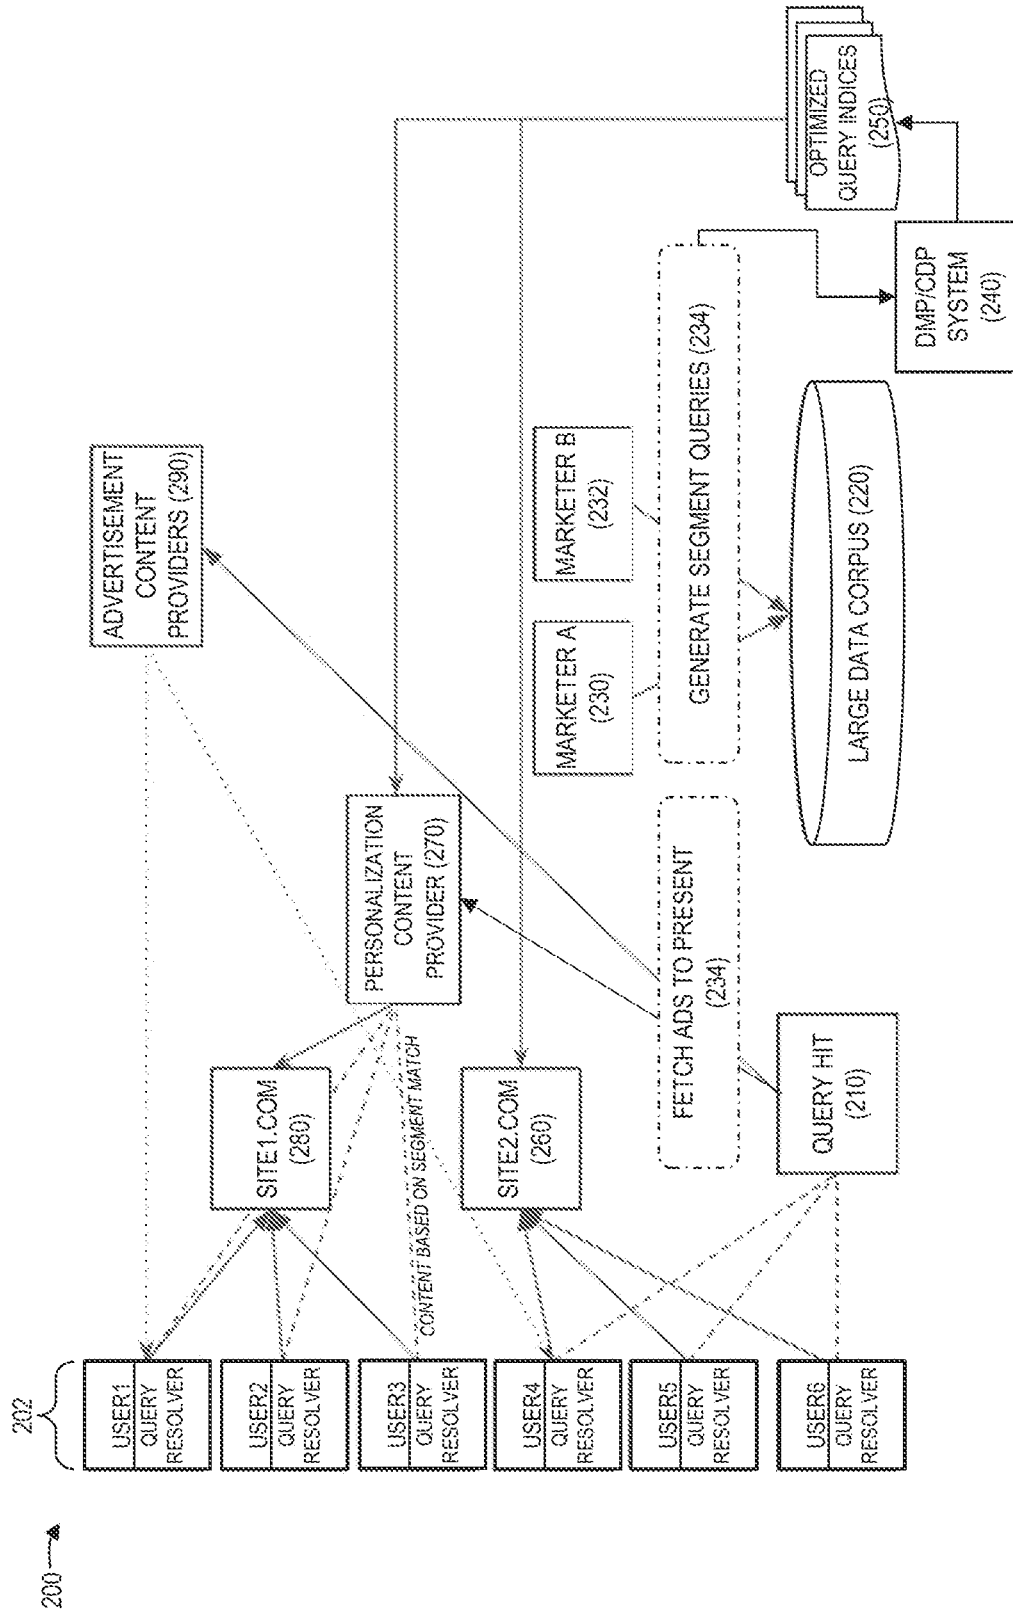 200
202
USER1
QUERY
RESOLVER
USER2
QUERY
RESOLVER
USER3
QUERY
RESOLVER
USER4
QUERY
RESOLVER
USER5
QUERY
RESOLVER
USER6
QUERY
RESOLVER
SITE1.COM
(280)
CONTENT BASED ON SEGMENT MATCH
SITE2.COM
(260)
QUERY HIT
(210)
PERSONALIZATION
CONTENT
PROVIDER (270)
FETCH ADS TO PRESENT
(234)
ADVERTISEMENT
CONTENT
PROVIDERS (290)
MARKETER A
(230)
MARKETER B
(232)
GENERATE SEGMENT QUERIES (234)
LARGE DATA CORPUS (220)
OPTIMIZED
QUERY INDICES
(250)
DMP/CDP
SYSTEM
(240)